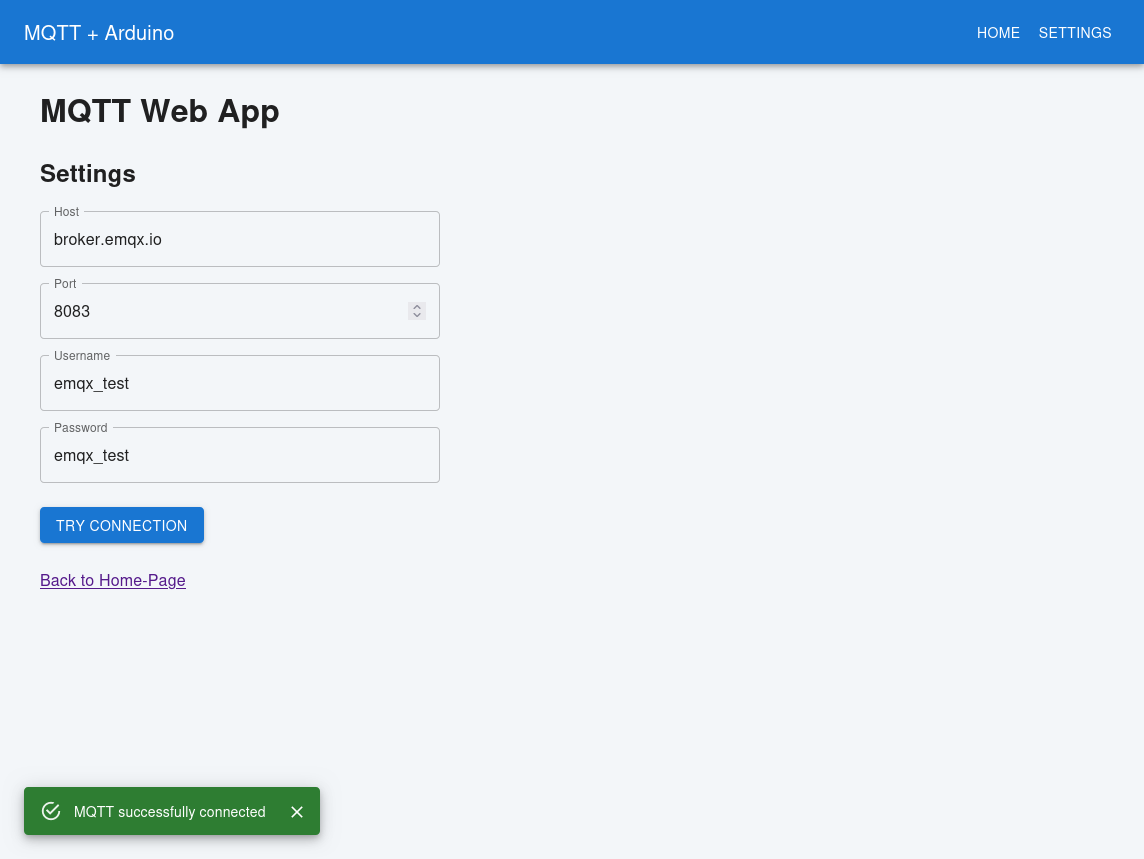 MQTT + Arduino
HOME SETTINGS
MQTT Web App
Settings
Host
broker.emqx.io
Port
8083
Username
emqx_test
Password
emqx_test
TRY CONNECTION
Back to Home-Page
MQTT successfully connected